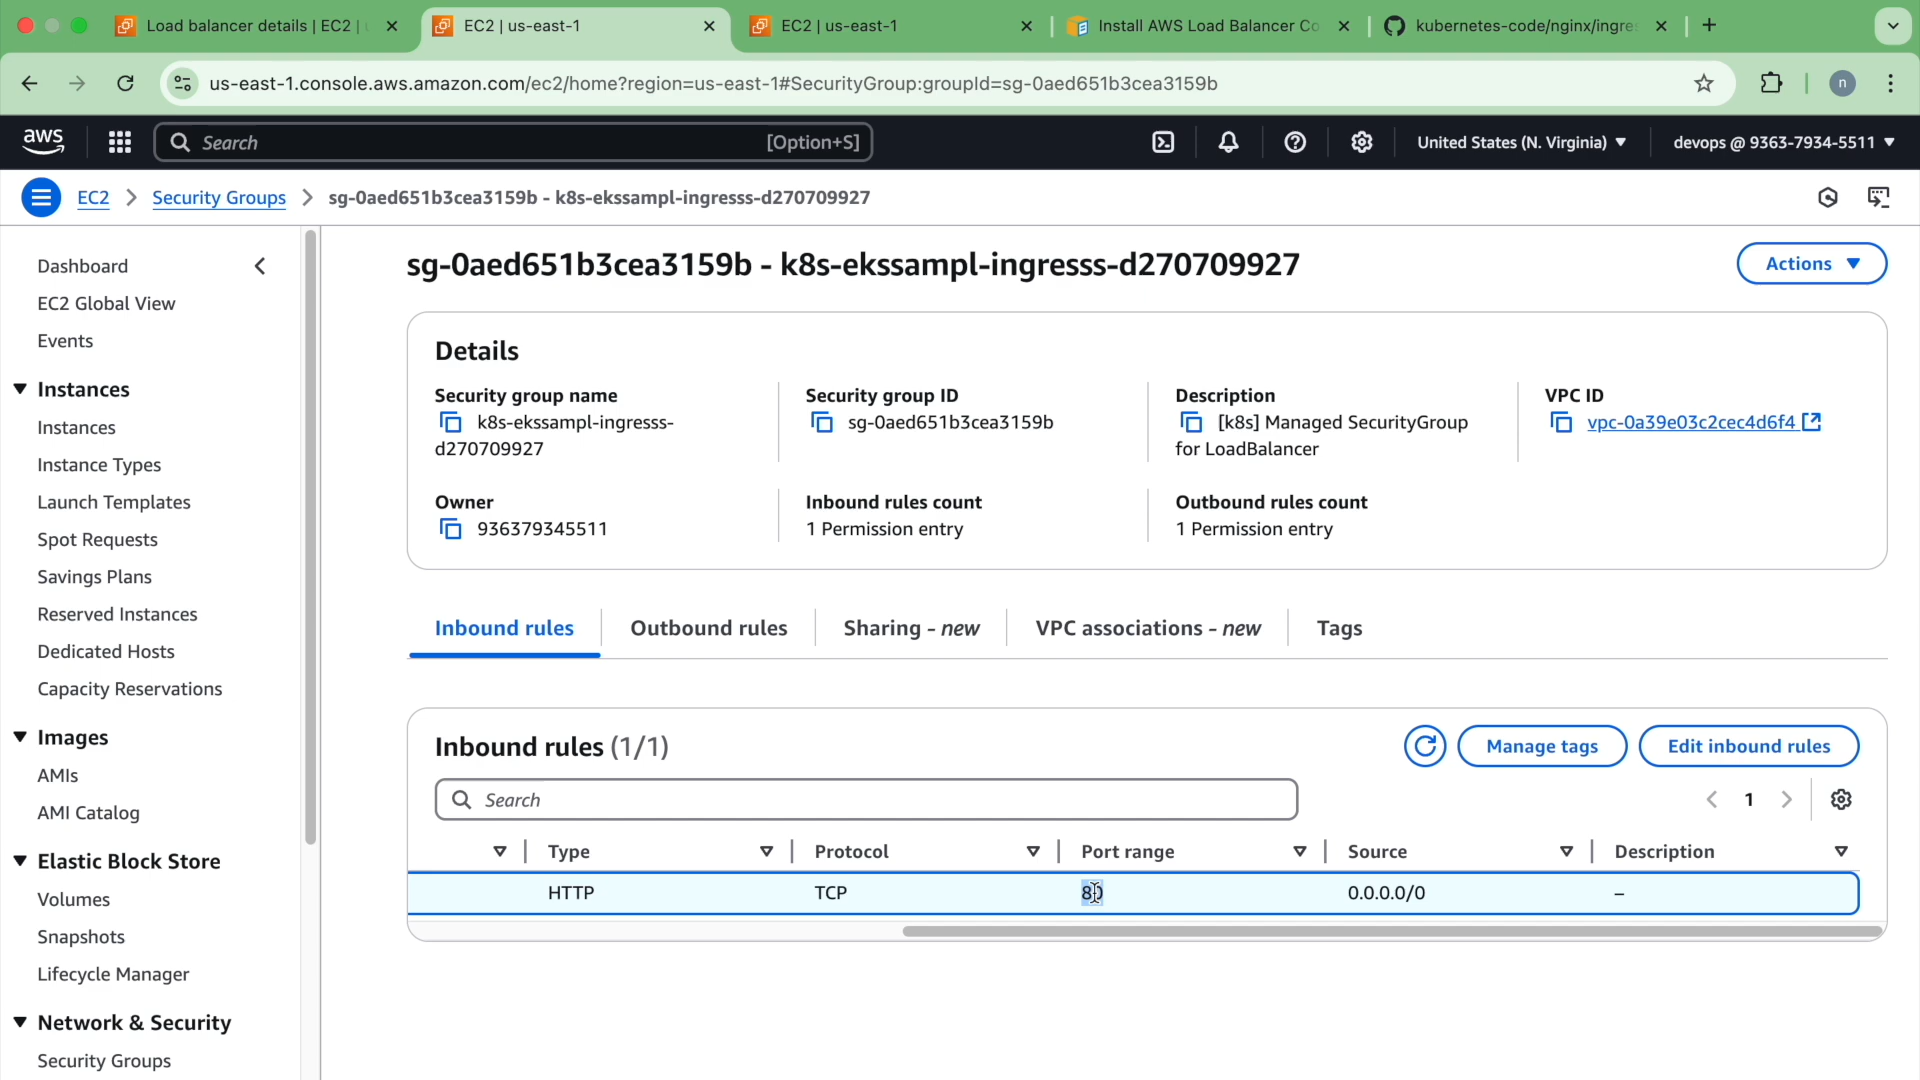 Load balancer details | EC2 |
EC2 | us-east-1
EC2 | us-east-1
Install AWS Load Balancer Co
kubernetes-code/nginx/ingre
us-east-1.console.aws.amazon.com/ec2/home?region=us-east-1#SecurityGroup:groupId=sg-0aed651b3cea3159b
n
aws
Search
[Option+S]
United States (N. Virginia)
devops @ 9363-7934-5511
EC2
Security Groups
sg-0aed651b3cea3159b - k8s-ekssampl-ingresss-d270709927
Dashboard
EC2 Global View
Events
Instances
Instances
Instance Types
Launch Templates
Spot Requests
Savings Plans
Reserved Instances
Dedicated Hosts
Capacity Reservations
Images
AMIs
AMI Catalog
Elastic Block Store
Volumes
Snapshots
Lifecycle Manager
Network & Security
Security Groups
sg-0aed651b3cea3159b - k8s-ekssampl-ingresss-d270709927
Actions
Details
Security group name
k8s-ekssampl-ingresss-
d270709927
Security group ID
sg-0aed651b3cea3159b
Description
[k8s] Managed SecurityGroup
for LoadBalancer
VPC ID
vpc-0a39e03c2cec4d6f4
Owner
936379345511
Inbound rules count
1 Permission entry
Outbound rules count
1 Permission entry
Inbound rules
Outbound rules
Sharing - new
VPC associations - new
Tags
Inbound rules (1/1)
Manage tags
Edit inbound rules
Search
1
Type
Protocol
Port range
Source
Description
HTTP
TCP
80
0.0.0.0/0
–